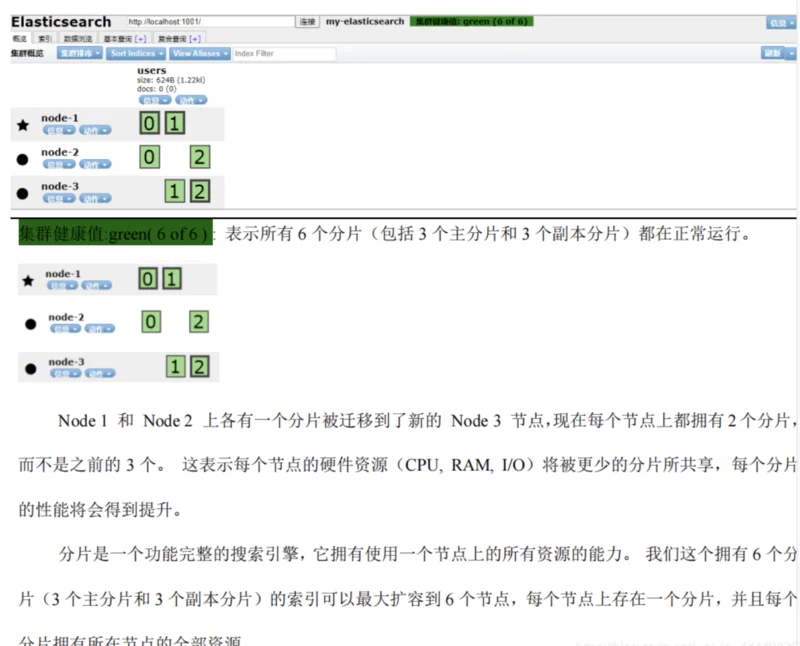 Elasticsearch http://localhost:1001/ 连接 my-elasticsearch 集群健康值: green (6 of 6) 信息
概览 索引 数据浏览 基本查询 [+] 复合查询 [+]
集群概览 集群排序 Sort Indices View Aliases Index Filter 刷新
users
size: 624B (1.22ki)
docs: 0 (0)
信息 动作
node-1
信息 动作
0 1
node-2
信息 动作
0 2
node-3
信息 动作
1 2
集群健康值:green( 6 of 6 ) : 表示所有 6 个分片(包括 3 个主分片和 3 个副本分片)都在正常运行。
node-1
信息 动作
0 1
node-2
信息 动作
0 2
node-3
信息 动作
1 2
Node 1 和 Node 2 上各有一个分片被迁移到了新的 Node 3 节点,现在每个节点上都拥有 2 个分片,
而不是之前的 3 个。 这表示每个节点的硬件资源(CPU, RAM, I/O)将被更少的分片所共享,每个分片
的性能将会得到提升。
分片是一个功能完整的搜索引擎,它拥有使用一个节点上的所有资源的能力。 我们这个拥有 6 个分
片(3 个主分片和 3 个副本分片)的索引可以最大扩容到 6 个节点,每个节点上存在一个分片,并且每个
分片拥有所在节点的全部资源